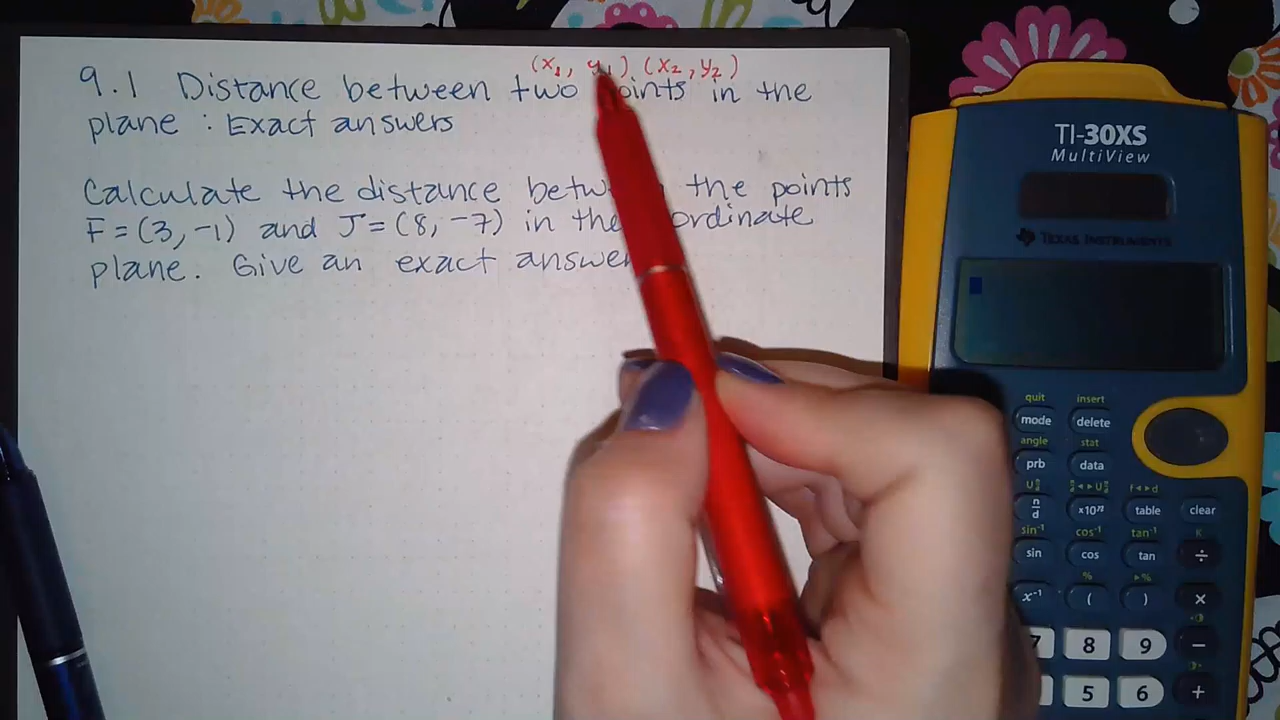 (x₁, y₁) (x₂, y₂)
9.1 Distance between two points in the
plane : Exact answers
Calculate the distance the points
F = (3, -1) and J = (8, -7) in the
plane. Give an exact
TI-30XS
MultiView
TEXAS INSTRUMENTS
quit insert
mode delete
angle stat
prb data
n/d x10ⁿ table clear
sin⁻¹ cos⁻¹ tan⁻¹ K
sin cos tan ÷
% ▶%
x⁻¹ ( ) ×
7 8 9 −
5 6 +